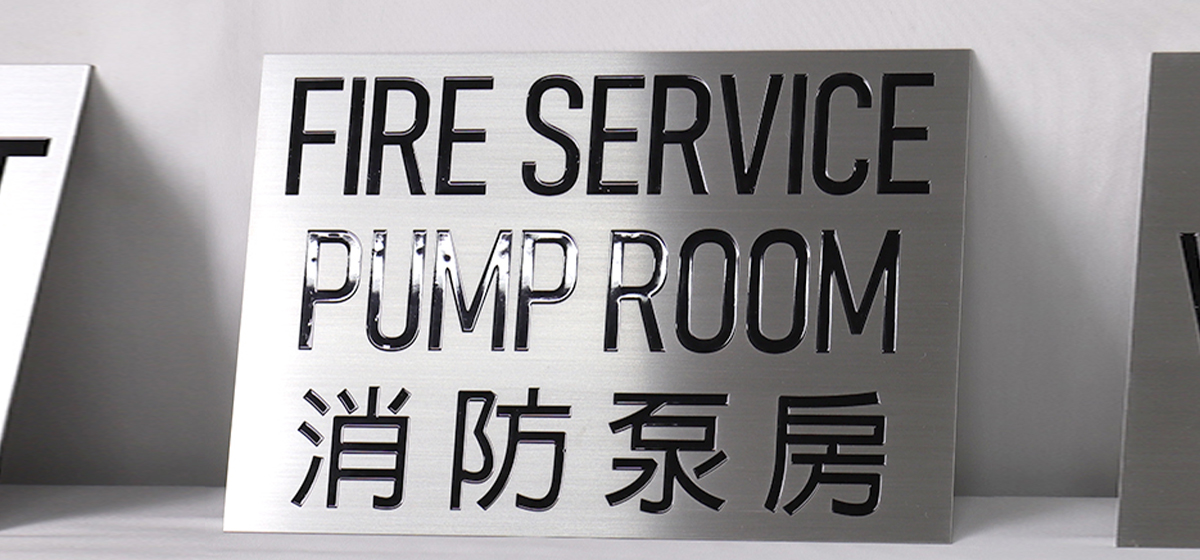 FIRE SERVICE
PUMP ROOM
消防泵房